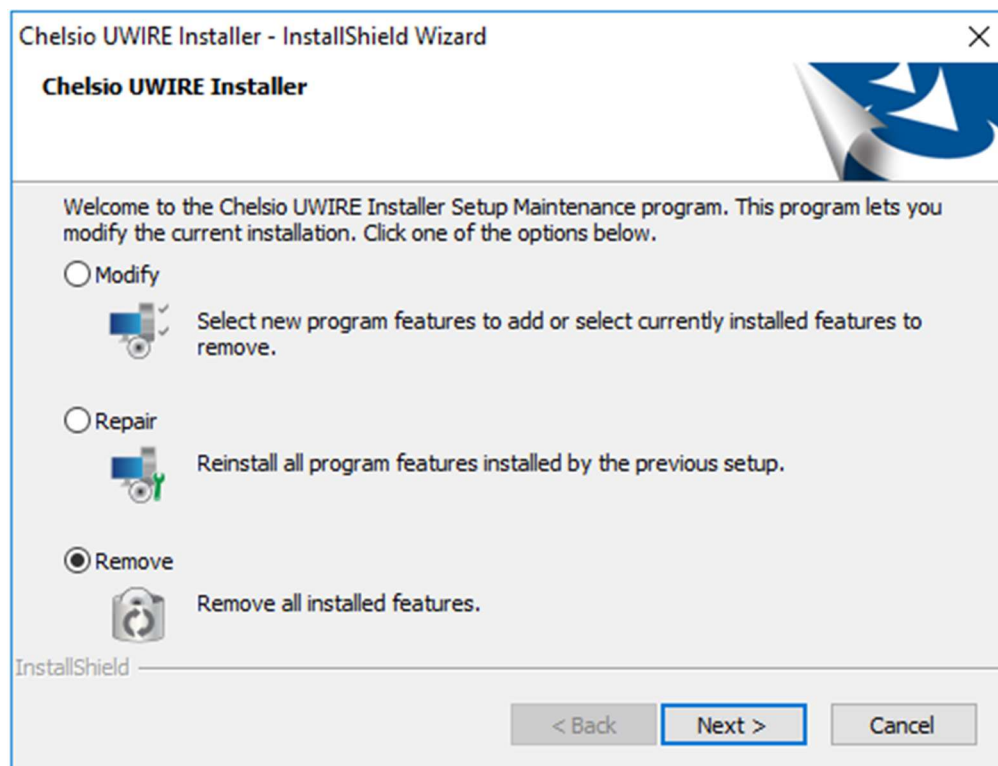 Chelsio UWIRE Installer - InstallShield Wizard
Chelsio UWIRE Installer
Welcome to the Chelsio UWIRE Installer Setup Maintenance program. This program lets you
modify the current installation. Click one of the options below.
Modify
Select new program features to add or select currently installed features to
remove.
Repair
Reinstall all program features installed by the previous setup.
Remove
Remove all installed features.
InstallShield
< Back
Next >
Cancel